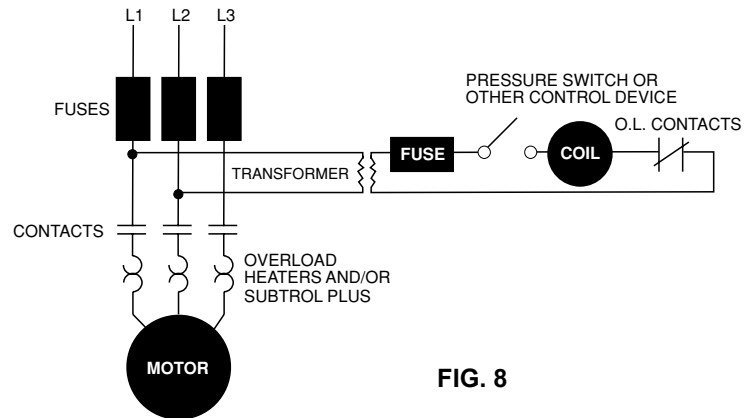 L1 L2 L3
FUSES
PRESSURE SWITCH OR
OTHER CONTROL DEVICE
O.L. CONTACTS
FUSE
COIL
TRANSFORMER
CONTACTS
OVERLOAD
HEATERS AND/OR
SUBTROL PLUS
MOTOR
FIG. 8